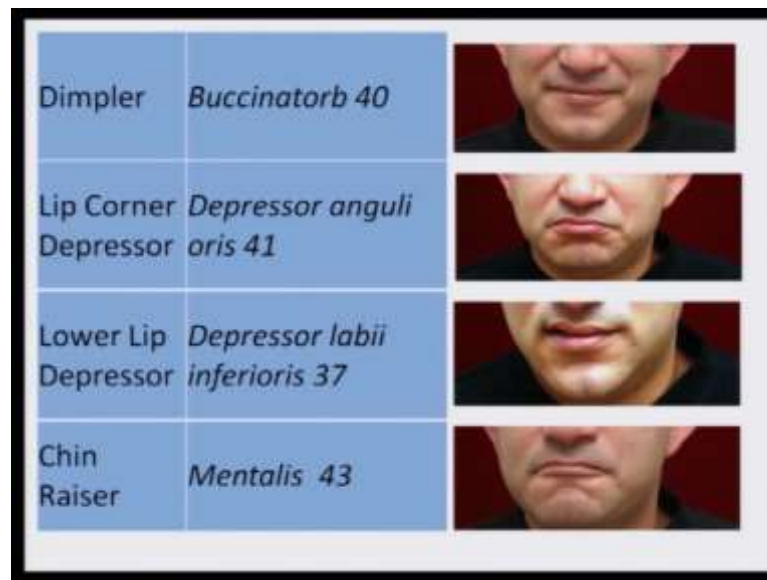 Dimpler Buccinatorb 40
Lip Corner Depressor anguli
Depressor oris 41
Lower Lip Depressor labii
Depressor inferioris 37
Chin
Raiser Mentalis 43